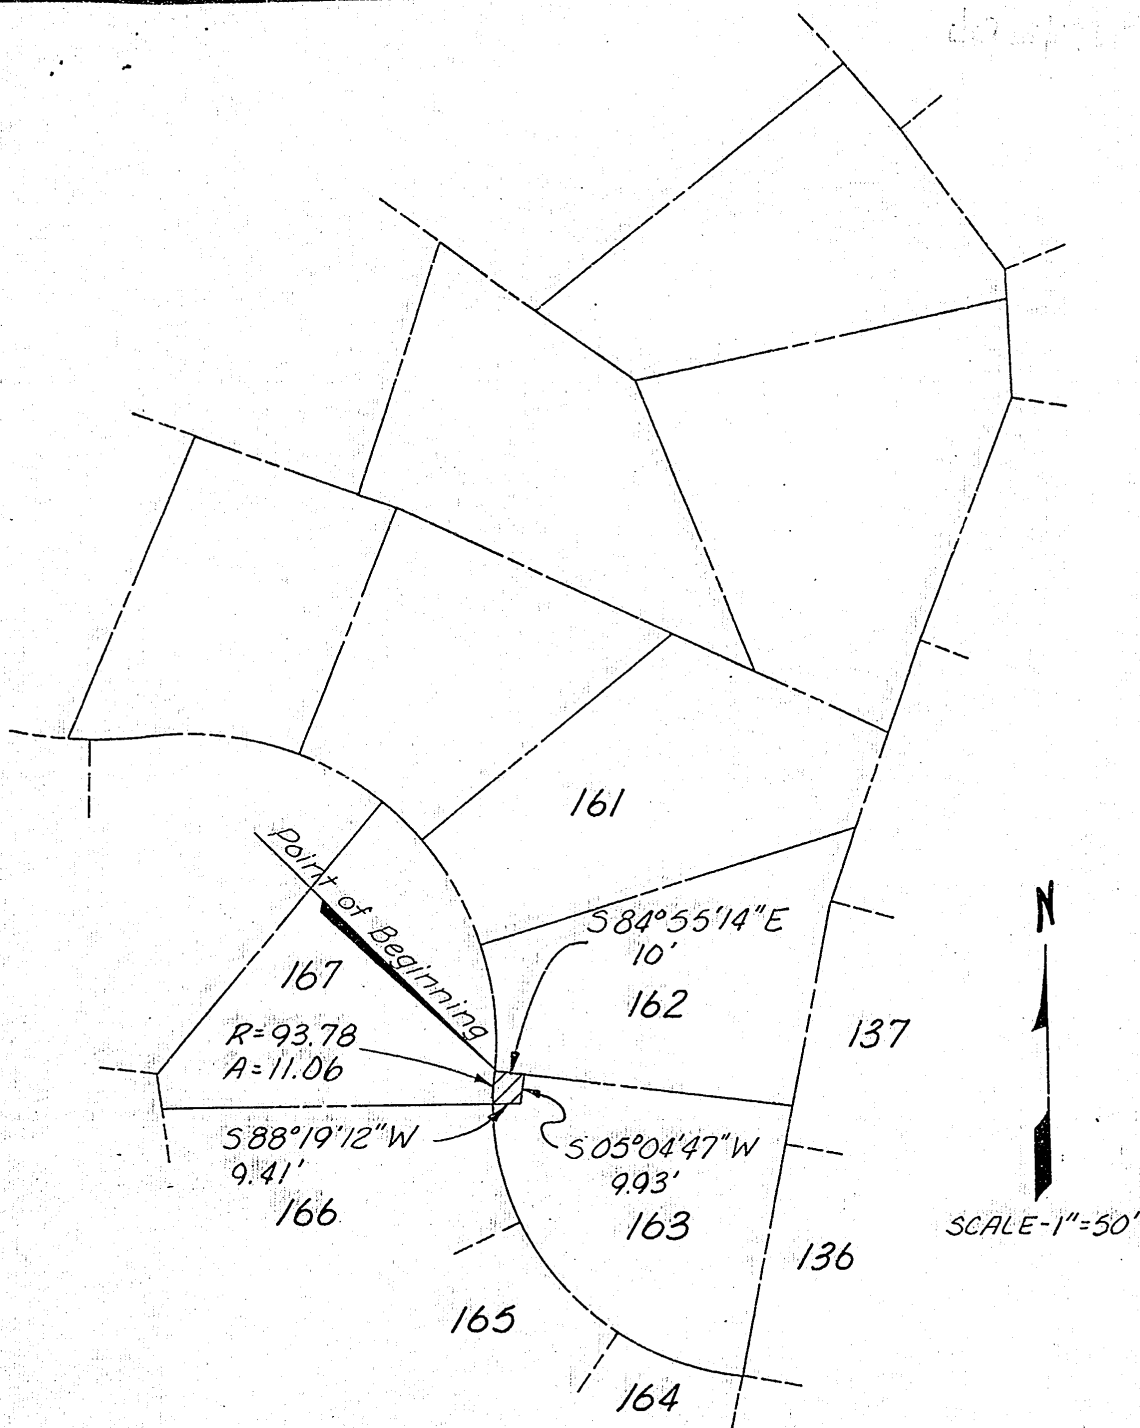 161
Point of Beginning
S84°55'14"E
10'
167
162
137
R=93.78
A=11.06
N
S88°19'12"W
9.41'
S05°04'47"W
9.93'
166
163
SCALE-1"=50'
136
165
164